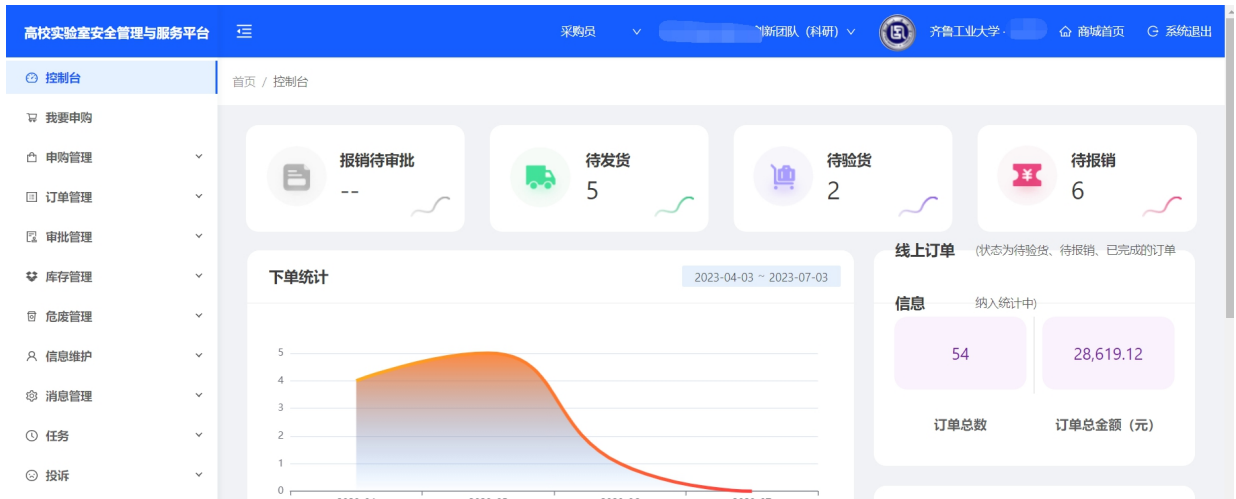 高校实验室安全管理与服务平台
采购员
新团队（科研）
齐鲁工业大学·
商城首页
系统退出
控制台
首页 / 控制台
我要申购
申购管理
订单管理
审批管理
库存管理
危废管理
信息维护
消息管理
任务
投诉
报销待审批
--
待发货
5
待验货
2
待报销
6
下单统计
2023-04-03 ~ 2023-07-03
5
4
3
2
1
0
线上订单 (状态为待验货、待报销、已完成的订单
信息 纳入统计中)
54
28,619.12
订单总数
订单总金额（元）